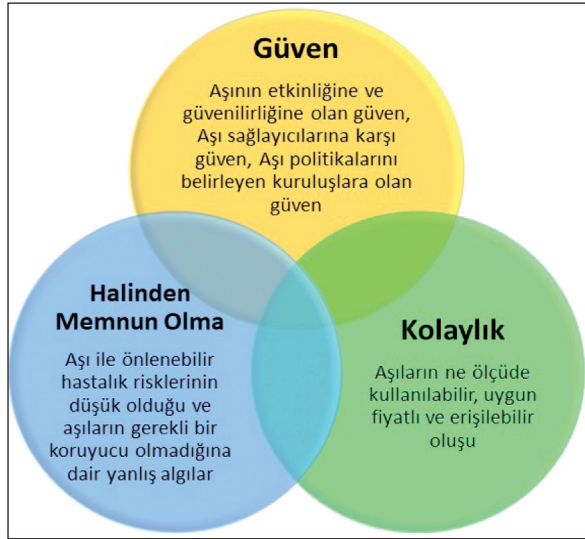 Güven
Aşının etkinliğine ve
güvenilirliğine olan güven,
Aşı sağlayıcılarına karşı
güven, Aşı politikalarını
belirleyen kuruluşlara olan
güven
Halinden
Memnun Olma
Aşı ile önlenebilir
hastalık risklerinin
düşük olduğu ve
aşıların gerekli bir
koruyucu olmadığına
dair yanlış algılar
Kolaylık
Aşıların ne ölçüde
kullanılabilir, uygun
fiyatlı ve erişilebilir
oluşu